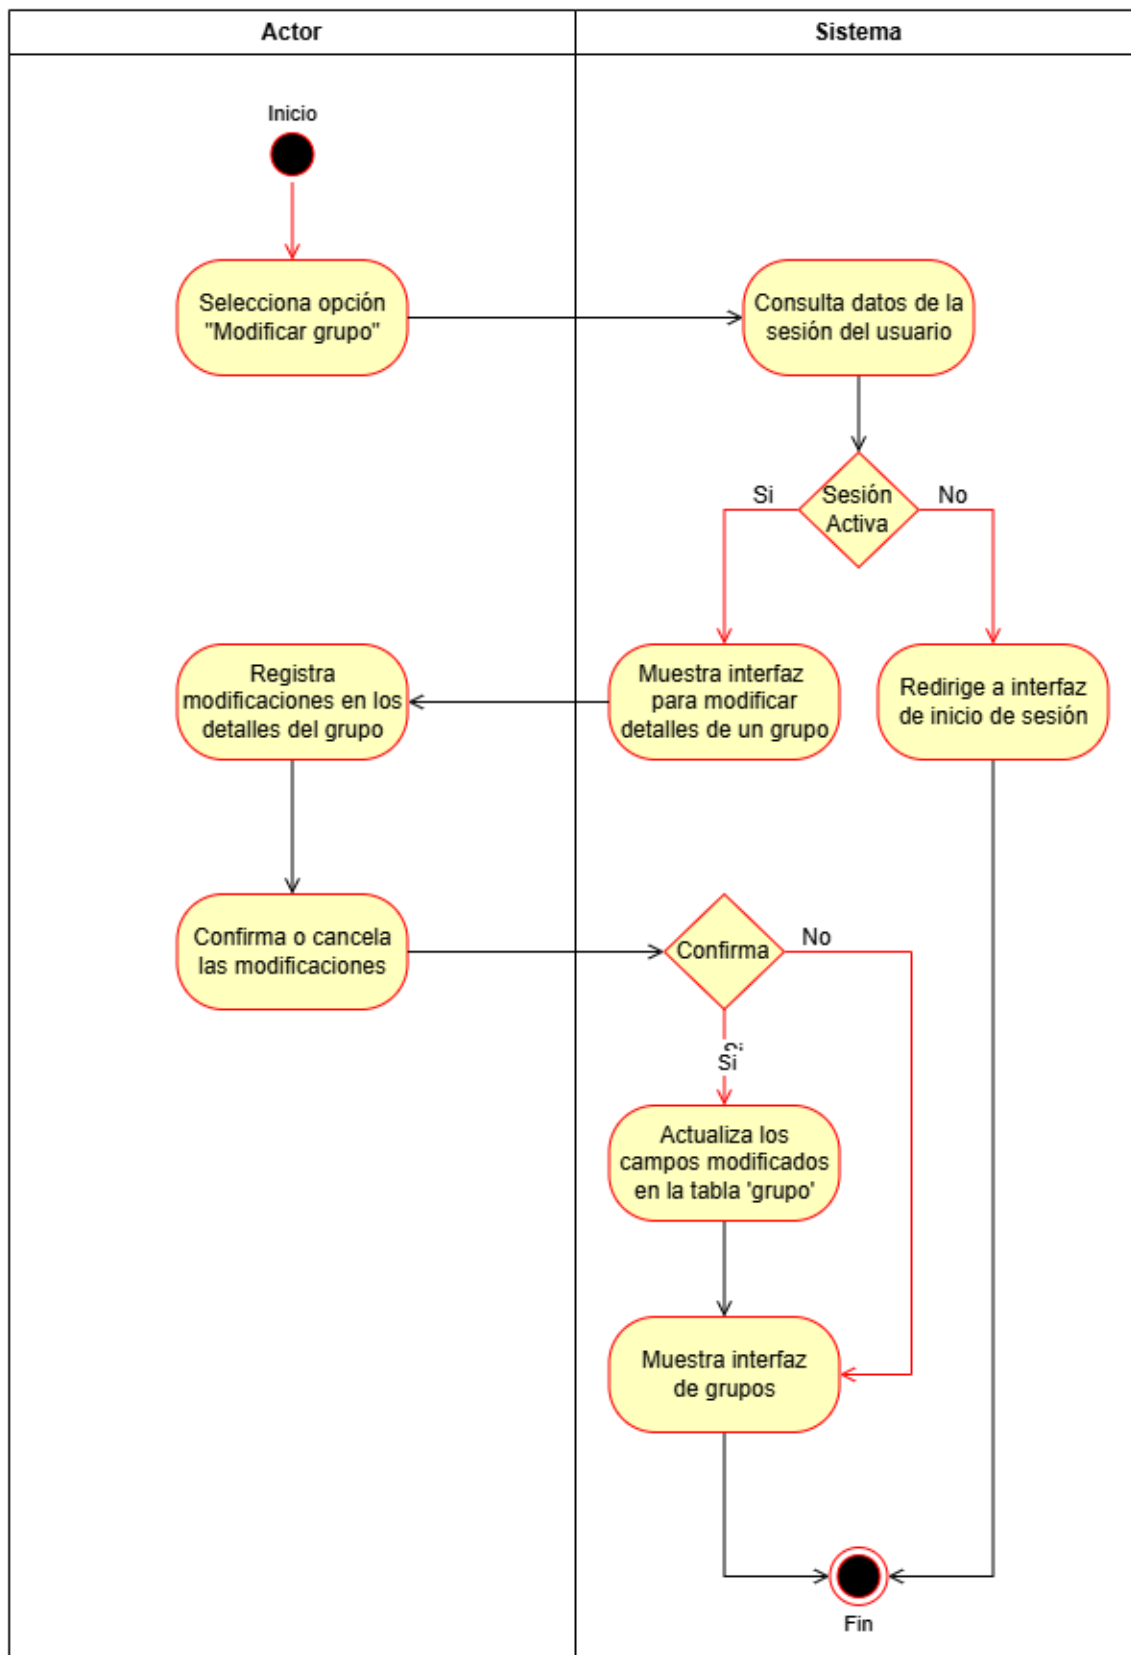 Actor
Sistema
Inicio
Selecciona opción
"Modificar grupo"
Consulta datos de la
sesión del usuario
Sesión
Activa
Si
No
Registra
modificaciones en los
detalles del grupo
Muestra interfaz
para modificar
detalles de un grupo
Redirige a interfaz
de inicio de sesión
Confirma o cancela
las modificaciones
Confirma
No
Si
Actualiza los
campos modificados
en la tabla 'grupo'
Muestra interfaz
de grupos
Fin